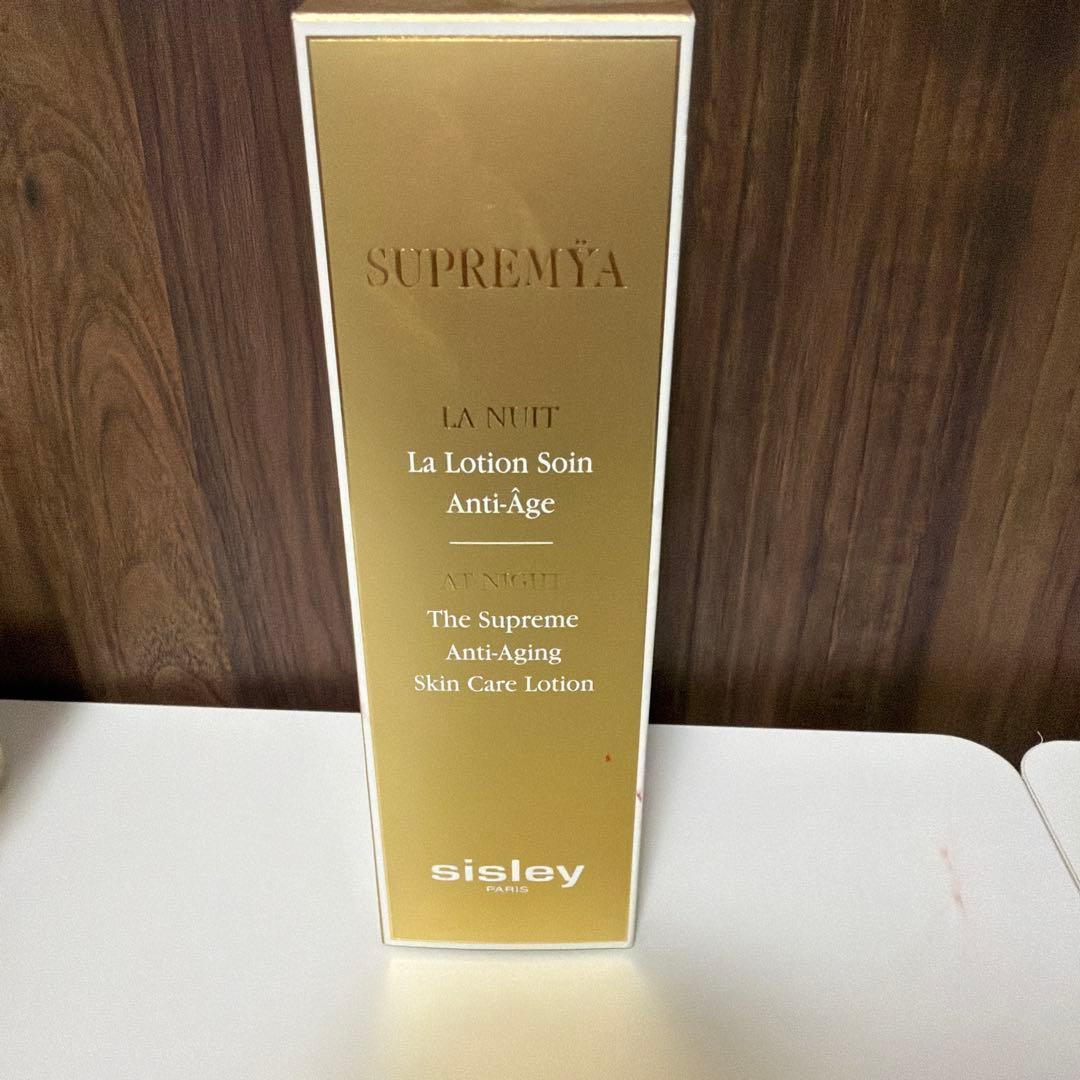 SUPREMŸA
LA NUIT
La Lotion Soin
Anti-Âge
AT NIGHT
The Supreme
Anti-Aging
Skin Care Lotion
sisley
PARIS